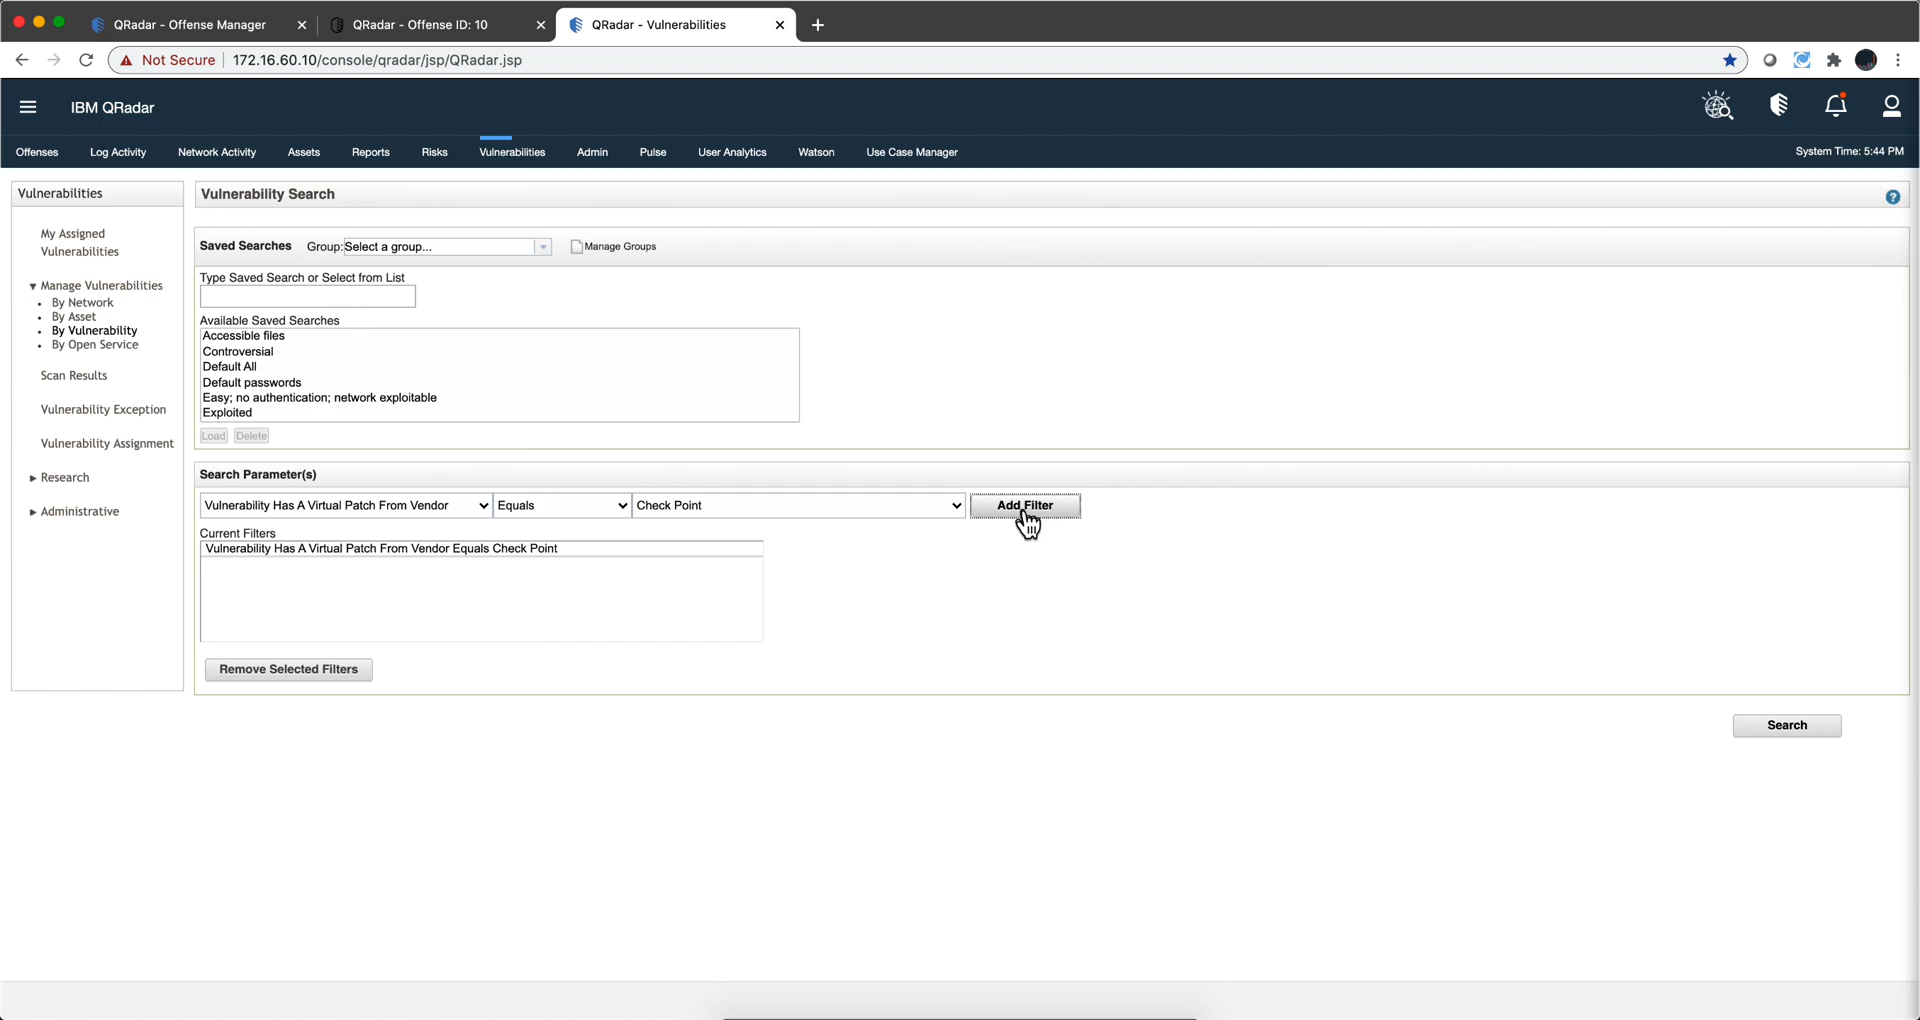 QRadar - Offense Manager
QRadar - Offense ID: 10
QRadar - Vulnerabilities
Not Secure 172.16.60.10/console/qradar/jsp/QRadar.jsp
IBM QRadar
Offenses Log Activity Network Activity Assets Reports Risks Vulnerabilities Admin Pulse User Analytics Watson Use Case Manager System Time: 5:44 PM
Vulnerabilities
My Assigned
Vulnerabilities
Manage Vulnerabilities
By Network
By Asset
By Vulnerability
By Open Service
Scan Results
Vulnerability Exception
Vulnerability Assignment
Research
Administrative
Vulnerability Search
?
Saved Searches Group: Select a group... Manage Groups
Type Saved Search or Select from List
Available Saved Searches
Accessible files
Controversial
Default All
Default passwords
Easy; no authentication; network exploitable
Exploited
Load Delete
Search Parameter(s)
Vulnerability Has A Virtual Patch From Vendor Equals Check Point Add Filter
Current Filters
Vulnerability Has A Virtual Patch From Vendor Equals Check Point
Remove Selected Filters
Search